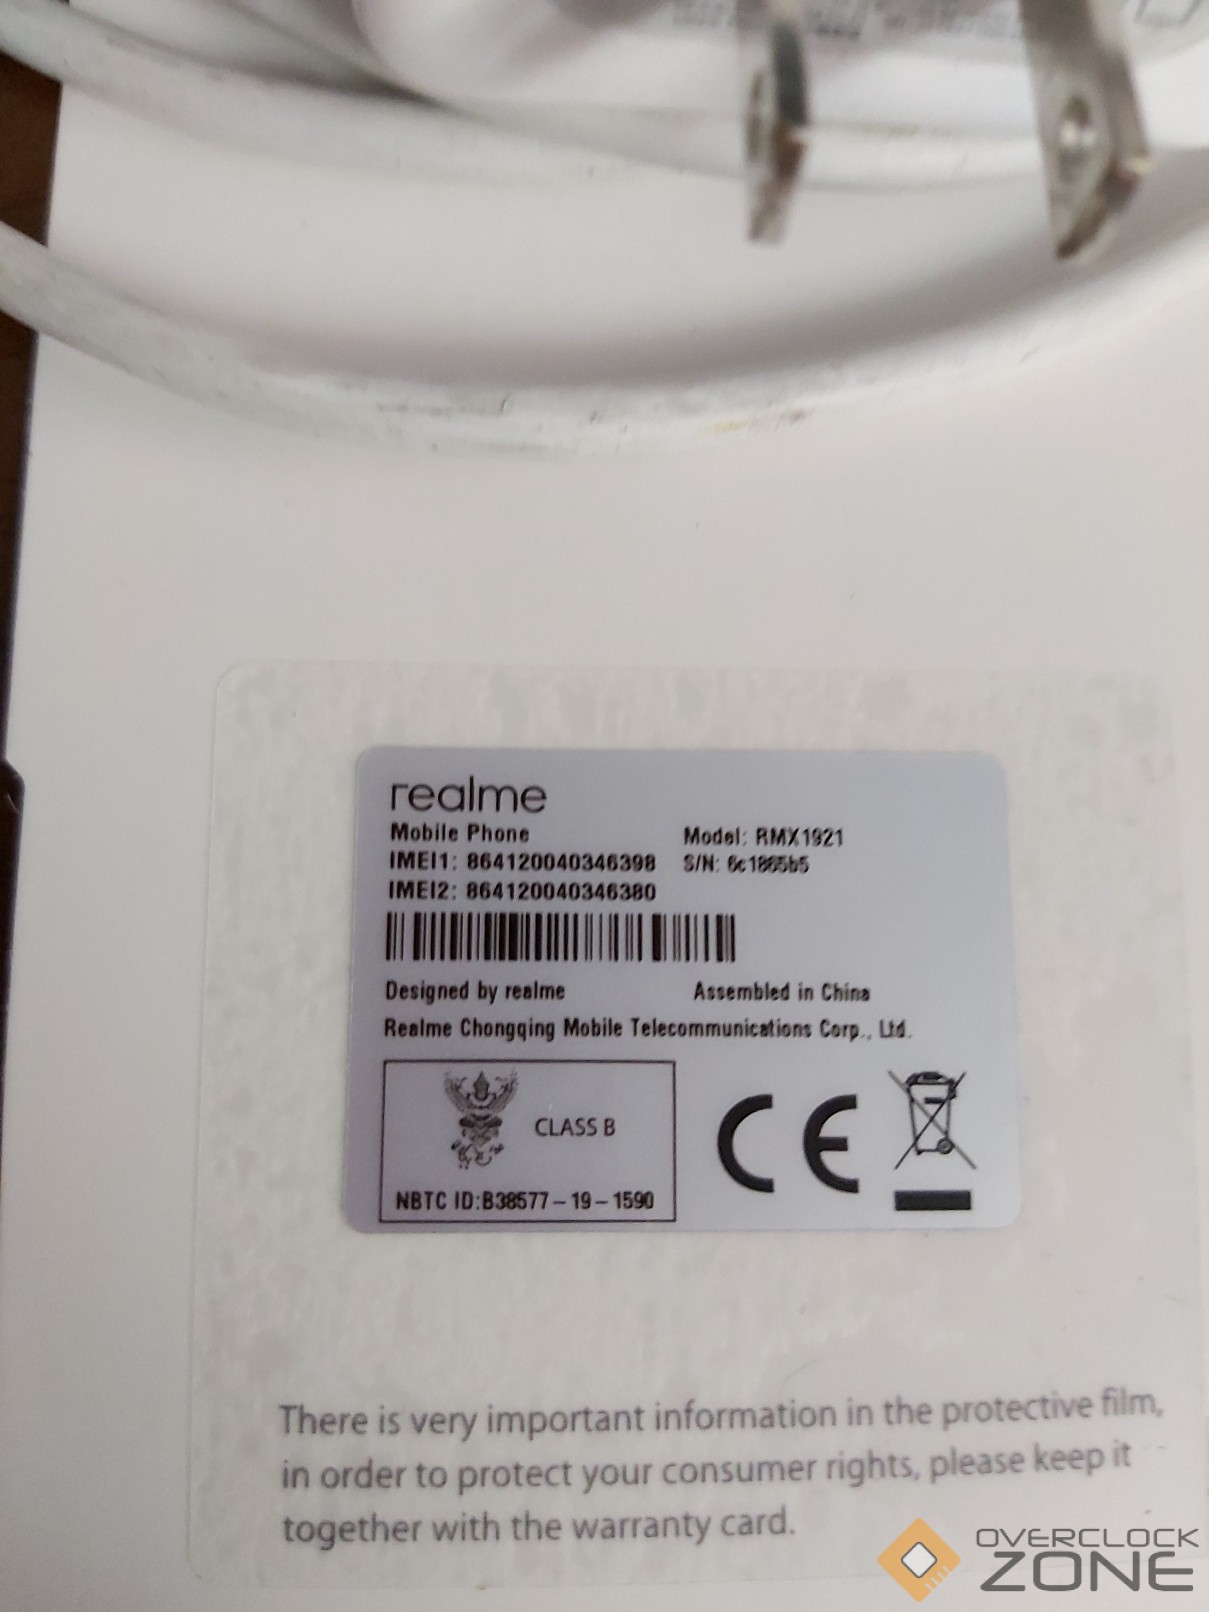 realme
Mobile Phone Model: RMX1921
IMEI1: 864120040346398 S/N: 6c1865b5
IMEI2: 864120040346380
Designed by realme Assembled in China
Realme Chongqing Mobile Telecommunications Corp., Ltd.
CLASS B
CE
NBTC ID:B38577-19-1590
There is very important information in the protective film,
in order to protect your consumer rights, please keep it
together with the warranty card.
OVERCLOCK
ZONE